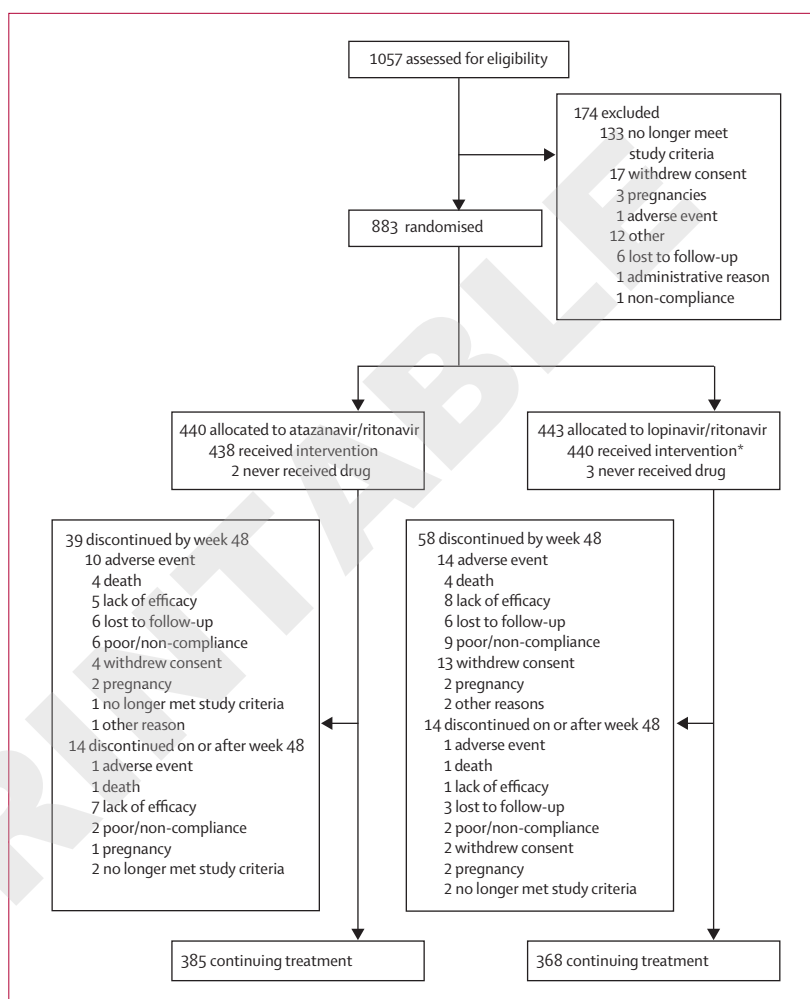 1057 assessed for eligibility
174 excluded
133 no longer meet
study criteria
17 withdrew consent
3 pregnancies
1 adverse event
12 other
6 lost to follow-up
1 administrative reason
1 non-compliance
883 randomised
440 allocated to atazanavir/ritonavir
438 received intervention
2 never received drug
443 allocated to lopinavir/ritonavir
440 received intervention*
3 never received drug
39 discontinued by week 48
10 adverse event
4 death
5 lack of efficacy
6 lost to follow-up
6 poor/non-compliance
4 withdrew consent
2 pregnancy
1 no longer met study criteria
1 other reason
14 discontinued on or after week 48
1 adverse event
1 death
7 lack of efficacy
2 poor/non-compliance
1 pregnancy
2 no longer met study criteria
58 discontinued by week 48
14 adverse event
4 death
8 lack of efficacy
6 lost to follow-up
9 poor/non-compliance
13 withdrew consent
2 pregnancy
2 other reasons
14 discontinued on or after week 48
1 adverse event
1 death
1 lack of efficacy
3 lost to follow-up
2 poor/non-compliance
2 withdrew consent
2 pregnancy
2 no longer met study criteria
385 continuing treatment
368 continuing treatment
RINTABLE